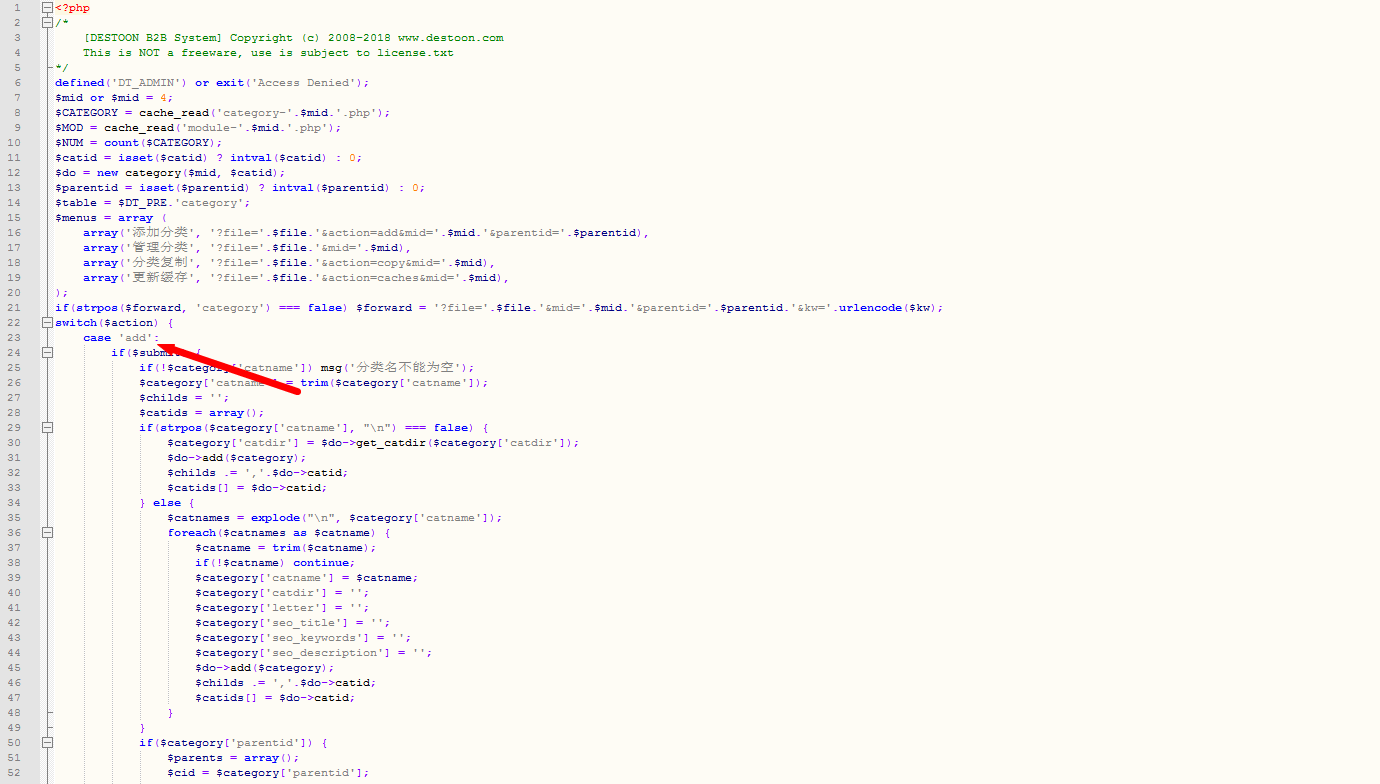 1 <?php
2 /*
3 [DESTOON B2B System] Copyright (c) 2008-2018 www.destoon.com
4 This is NOT a freeware, use is subject to license.txt
5 */
6 defined('DT_ADMIN') or exit('Access Denied');
7 $mid or $mid = 4;
8 $CATEGORY = cache_read('category-'.$mid.'.php');
9 $MOD = cache_read('module-'.$mid.'.php');
10 $NUM = count($CATEGORY);
11 $catid = isset($catid) ? intval($catid) : 0;
12 $do = new category($mid, $catid);
13 $parentid = isset($parentid) ? intval($parentid) : 0;
14 $table = $DT_PRE.'category';
15 $menus = array (
16 array('添加分类', '?file='.$file.'&action=add&mid='.$mid.'&parentid='.$parentid),
17 array('管理分类', '?file='.$file.'&mid='.$mid),
18 array('分类复制', '?file='.$file.'&action=copy&mid='.$mid),
19 array('更新缓存', '?file='.$file.'&action=caches&mid='.$mid),
20 );
21 if(strpos($forward, 'category') === false) $forward = '?file='.$file.'&mid='.$mid.'&parentid='.$parentid.'&kw='.urlencode($kw);
22 switch($action) {
23 case 'add':
24 if($subm {
25 if(!$category['catname']) msg('分类名不能为空');
26 $category['catname'] = trim($category['catname']);
27 $childs = '';
28 $catids = array();
29 if(strpos($category['catname'], "\n") === false) {
30 $category['catdir'] = $do->get_catdir($category['catdir']);
31 $do->add($category);
32 $childs .= ','.$do->catid;
33 $catids[] = $do->catid;
34 } else {
35 $catnames = explode("\n", $category['catname']);
36 foreach($catnames as $catname) {
37 $catname = trim($catname);
38 if(!$catname) continue;
39 $category['catname'] = $catname;
40 $category['catdir'] = '';
41 $category['letter'] = '';
42 $category['seo_title'] = '';
43 $category['seo_keywords'] = '';
44 $category['seo_description'] = '';
45 $do->add($category);
46 $childs .= ','.$do->catid;
47 $catids[] = $do->catid;
48 }
49 }
50 if($category['parentid']) {
51 $parents = array();
52 $cid = $category['parentid'];